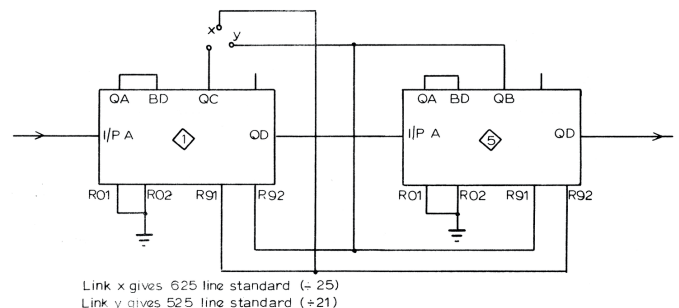 x
y
QA BD QC QA BD QB
I/P A 1 QD I/P A 5 QD
R01 R02 R91 R92 R01 R02 R91 R92
Link x gives 625 line standard (÷ 25)
Link y gives 525 line standard (÷21)